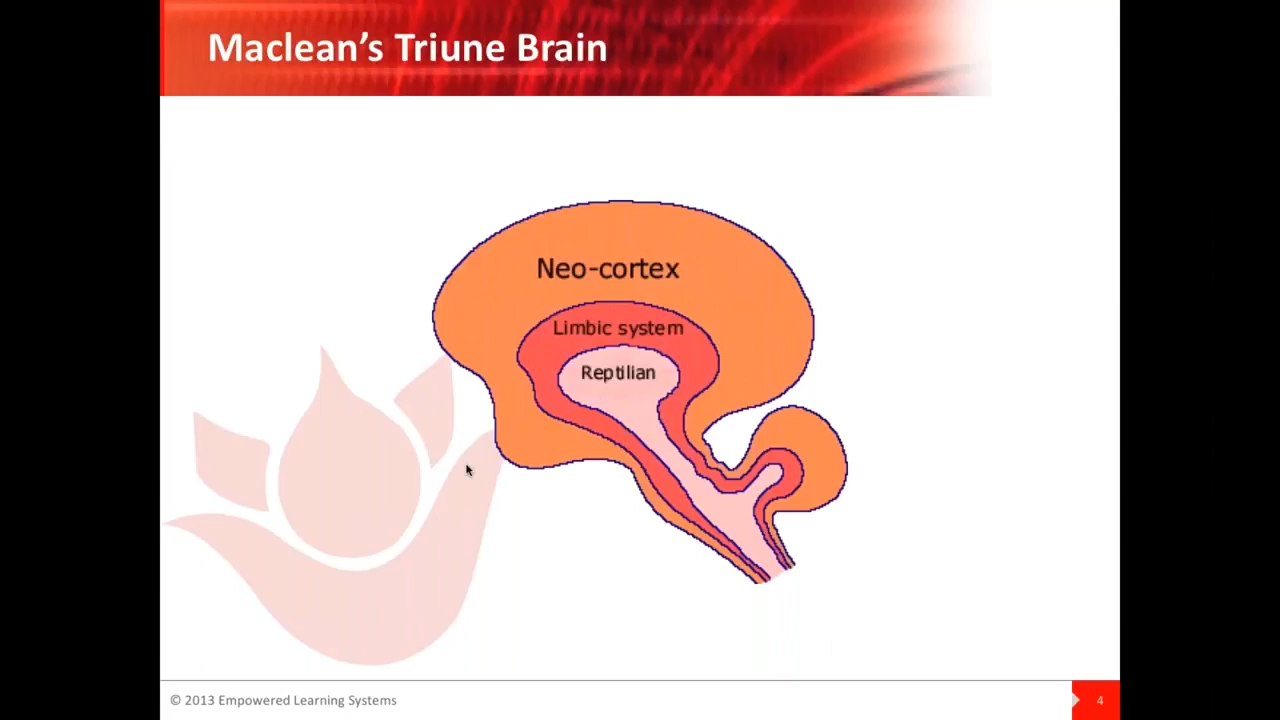 Maclean’s Triune Brain
Neo-cortex
Limbic system
Reptilian
© 2013 Empowered Learning Systems
4